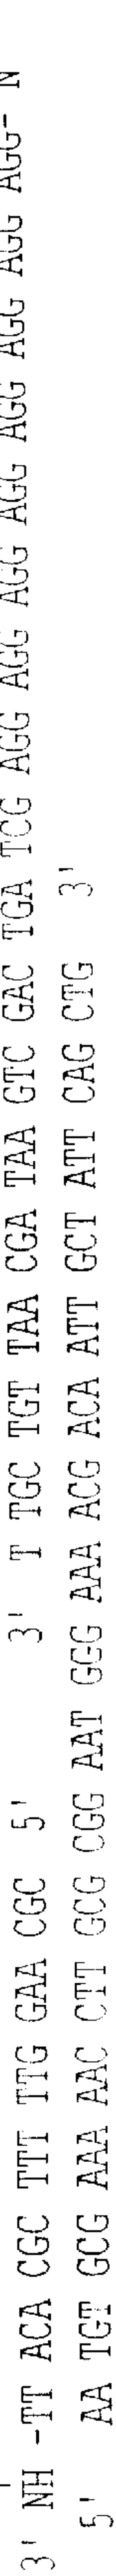 3' NH -TT ACA CGC TTT TTG GAA CGC 5' 3' T TGC TGT TAA CGA TAA GTC GAC TGA TCG AGG AGG AGG AGG AGG AGG AGG AGG- N
5' AA TGT GCG AAA AAC CTT GCG CGG AAT GGG AAA ACG ACA ATT GCT ATT CAG CTG 3'